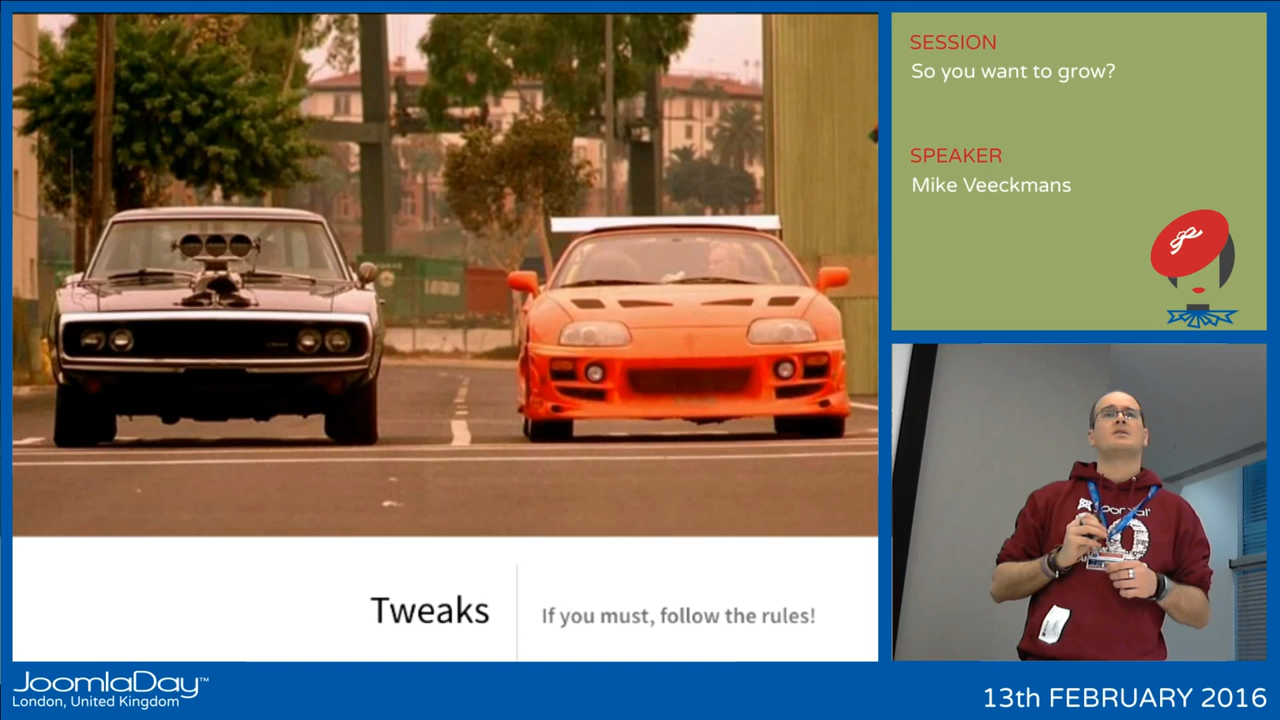 SESSION
So you want to grow?
SPEAKER
Mike Veeckmans
Tweaks
If you must, follow the rules!
JoomlaDay™
London, United Kingdom
13th FEBRUARY 2016